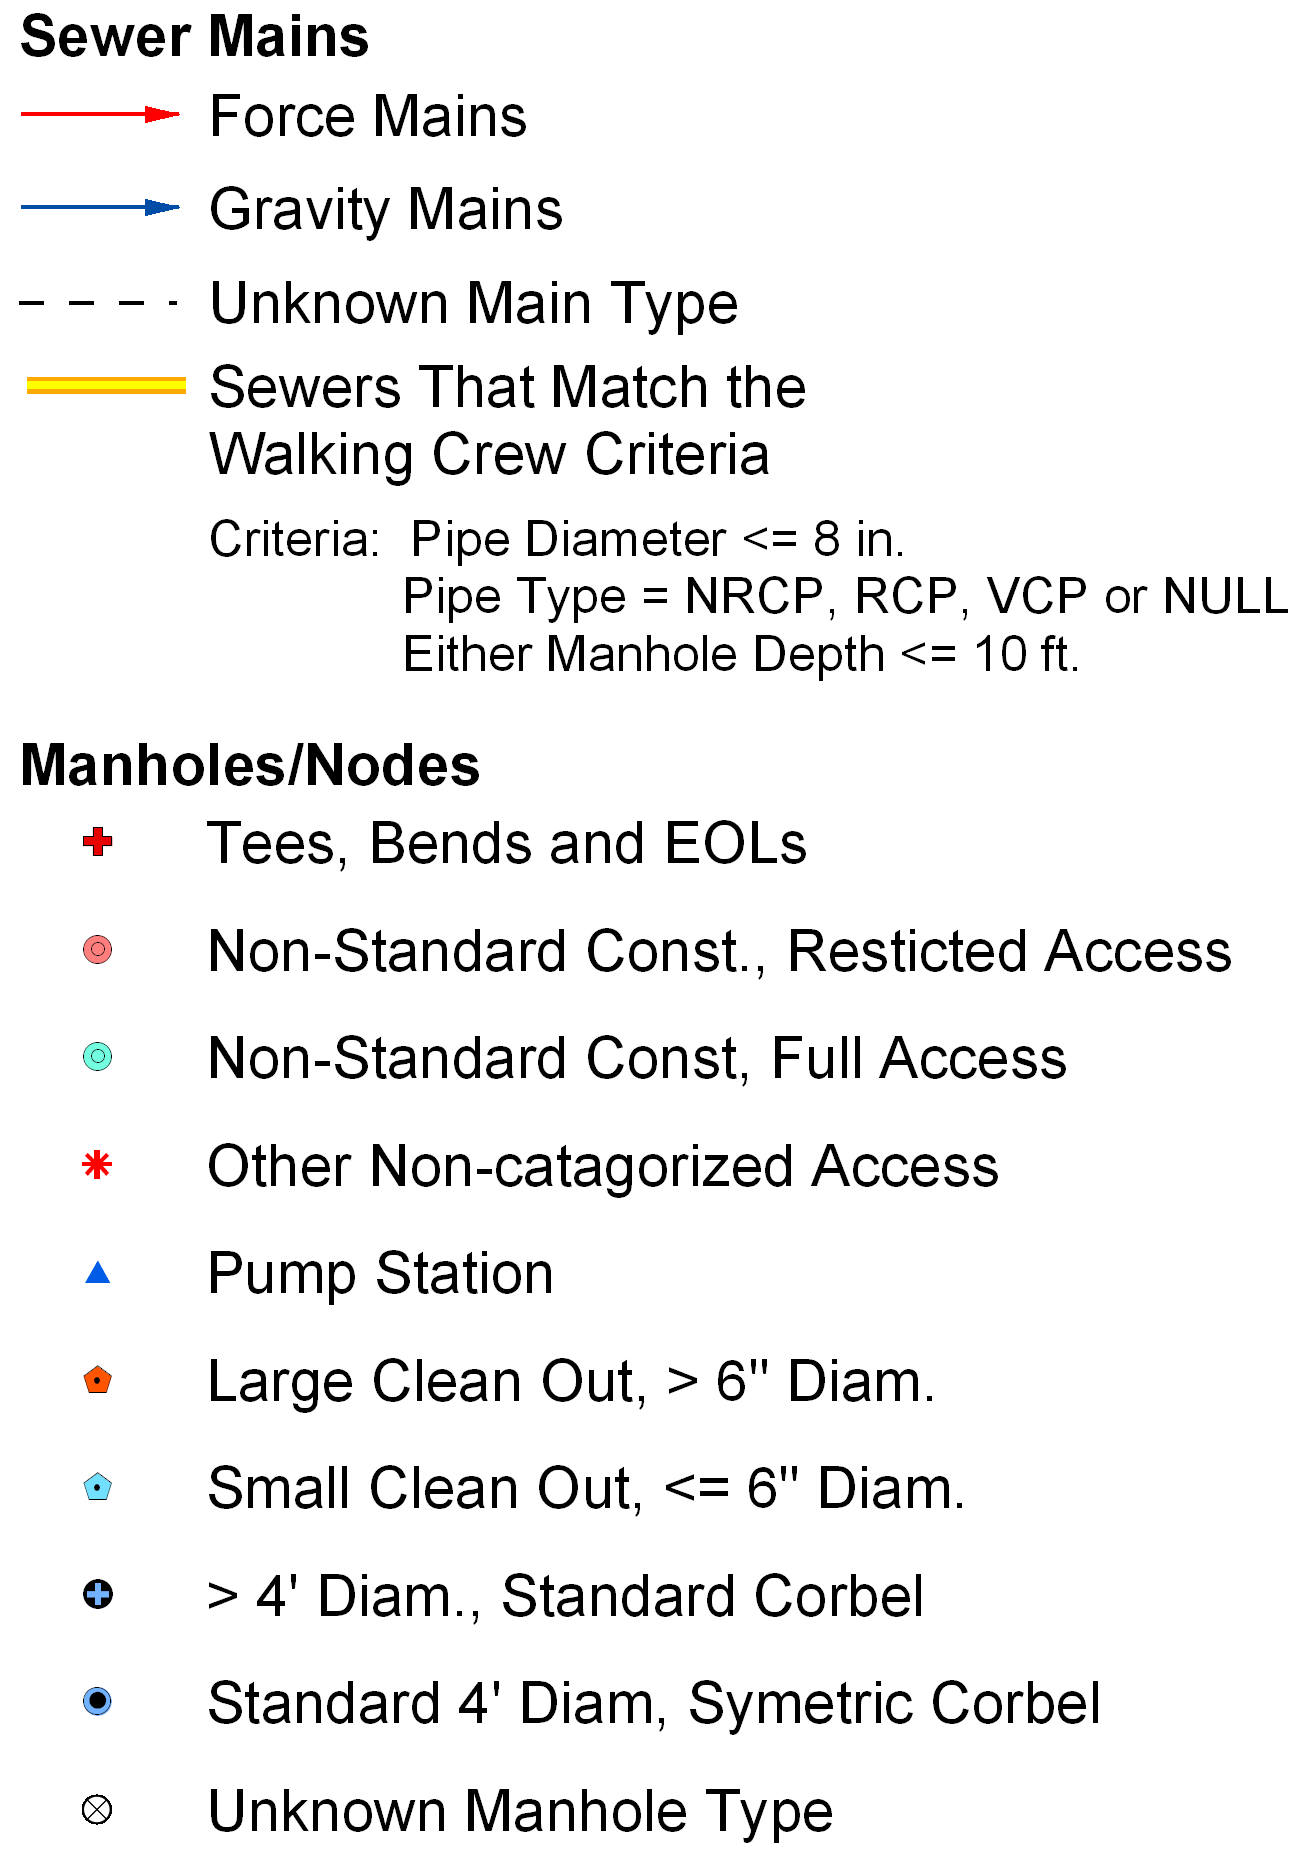 Sewer Mains
Force Mains
Gravity Mains
Unknown Main Type
Sewers That Match the
Walking Crew Criteria
Criteria: Pipe Diameter <= 8 in.
Pipe Type = NRCP, RCP, VCP or NULL
Either Manhole Depth <= 10 ft.
Manholes/Nodes
Tees, Bends and EOLs
Non-Standard Const., Resticted Access
Non-Standard Const, Full Access
Other Non-catagorized Access
Pump Station
Large Clean Out, > 6" Diam.
Small Clean Out, <= 6" Diam.
> 4' Diam., Standard Corbel
Standard 4' Diam, Symetric Corbel
Unknown Manhole Type